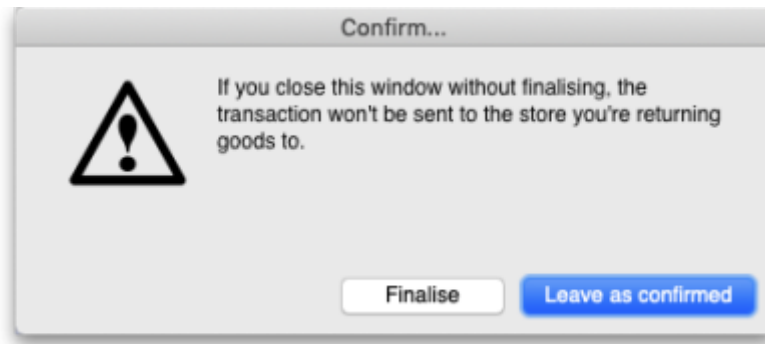 Confirm...
If you close this window without finalising, the
transaction won't be sent to the store you're returning
goods to.
Finalise
Leave as confirmed